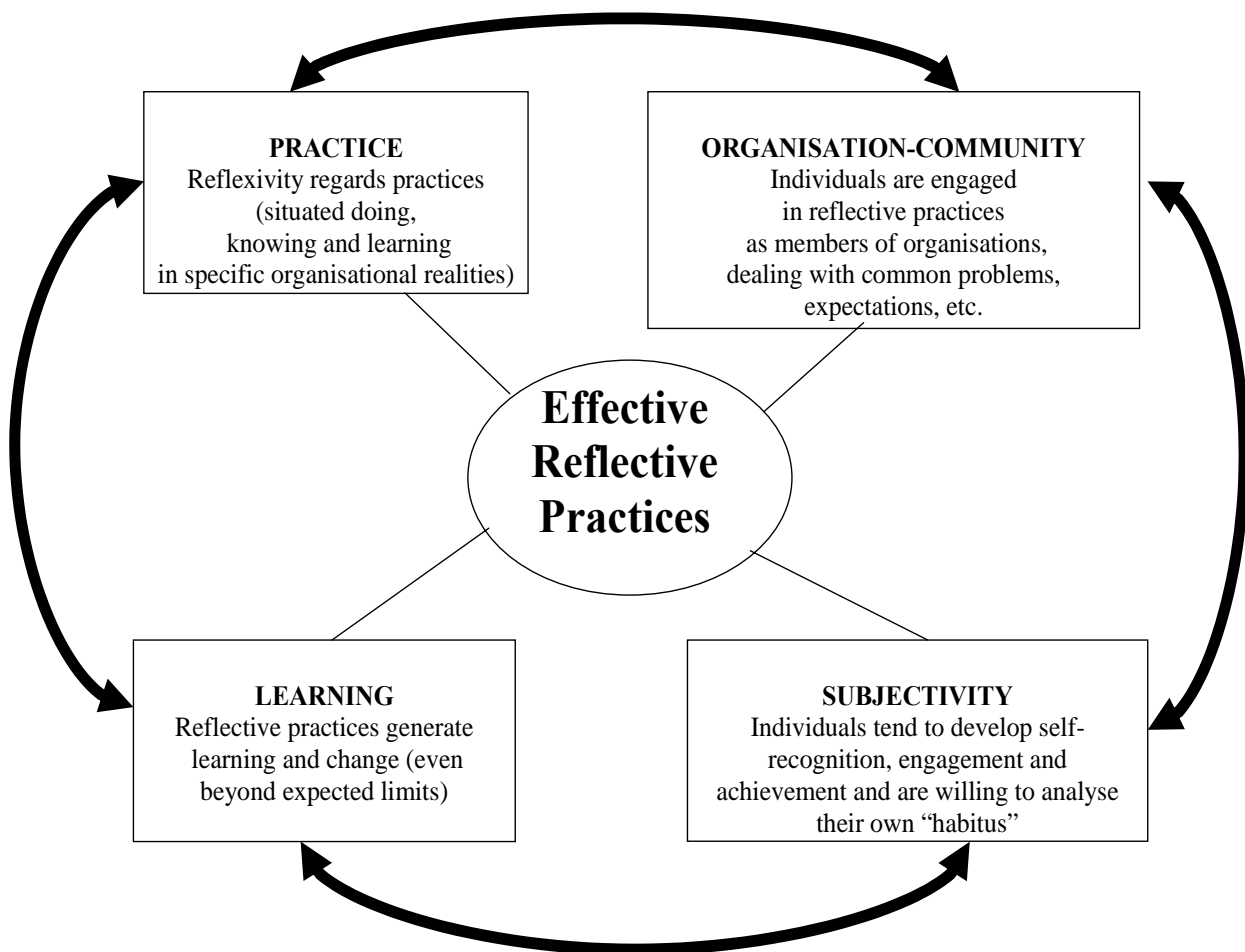 PRACTICE
Reflexivity regards practices
(situated doing,
knowing and learning
in specific organisational realities)
ORGANISATION-COMMUNITY
Individuals are engaged
in reflective practices
as members of organisations,
dealing with common problems,
expectations, etc.
Effective
Reflective
Practices
LEARNING
Reflective practices generate
learning and change (even
beyond expected limits)
SUBJECTIVITY
Individuals tend to develop self-
recognition, engagement and
achievement and are willing to analyse
their own “habitus”